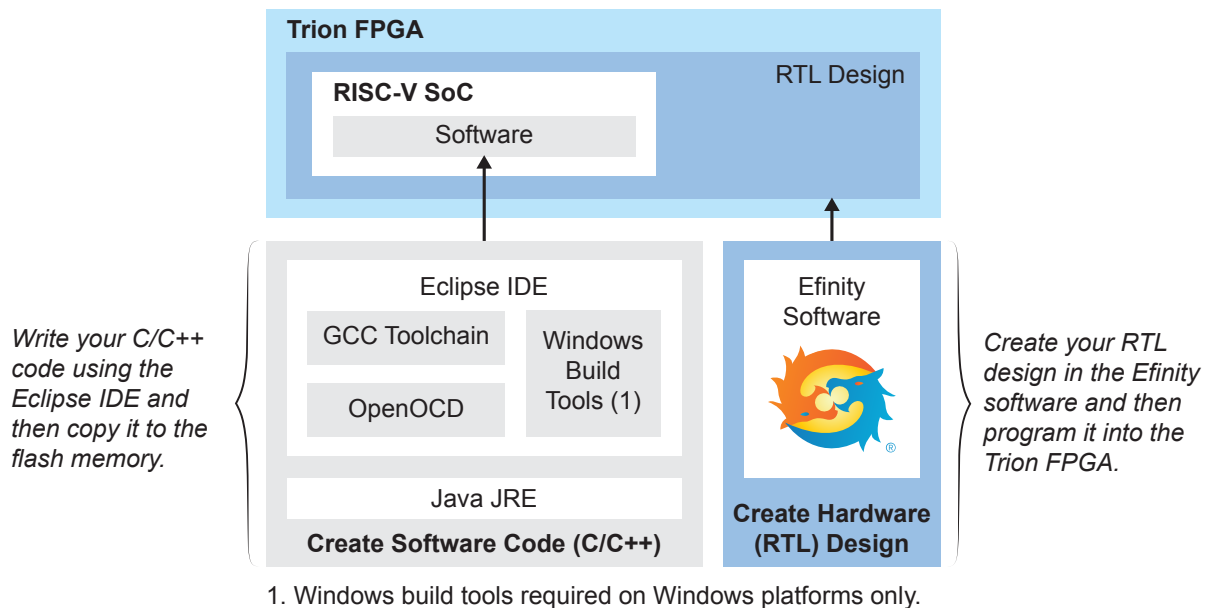 Trion FPGA
RTL Design
RISC-V SoC
Software
Write your C/C++
code using the
Eclipse IDE and
then copy it to the
flash memory.
Eclipse IDE
GCC Toolchain
OpenOCD
Windows
Build
Tools (1)
Java JRE
Create Software Code (C/C++)
Efinity
Software
®
Create Hardware
(RTL) Design
Create your RTL
design in the Efinity
software and then
program it into the
Trion FPGA.
1. Windows build tools required on Windows platforms only.